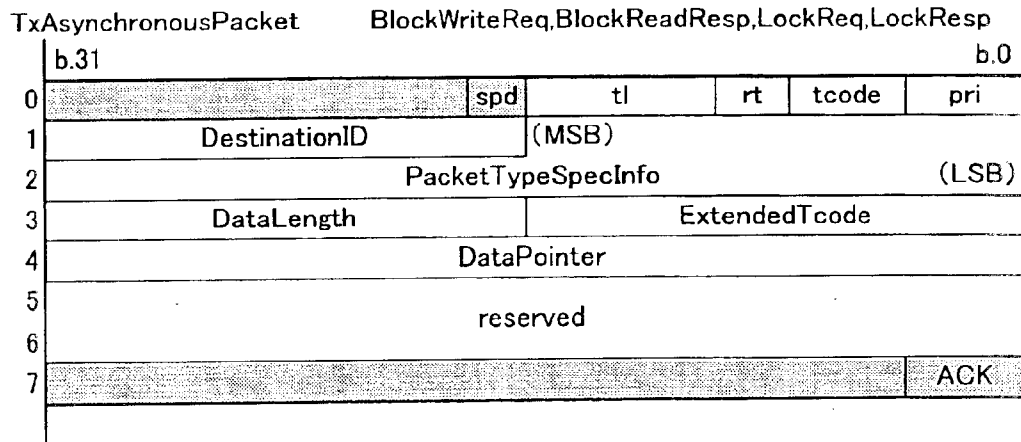 TxAsynchronousPacket BlockWriteReq,BlockReadResp,LockReq,LockResp
b.31 b.0
0 spd tl rt tcode pri
1 DestinationID (MSB)
2 PacketTypeSpecInfo (LSB)
3 DataLength ExtendedTcode
4 DataPointer
5
reserved
6
7 ACK